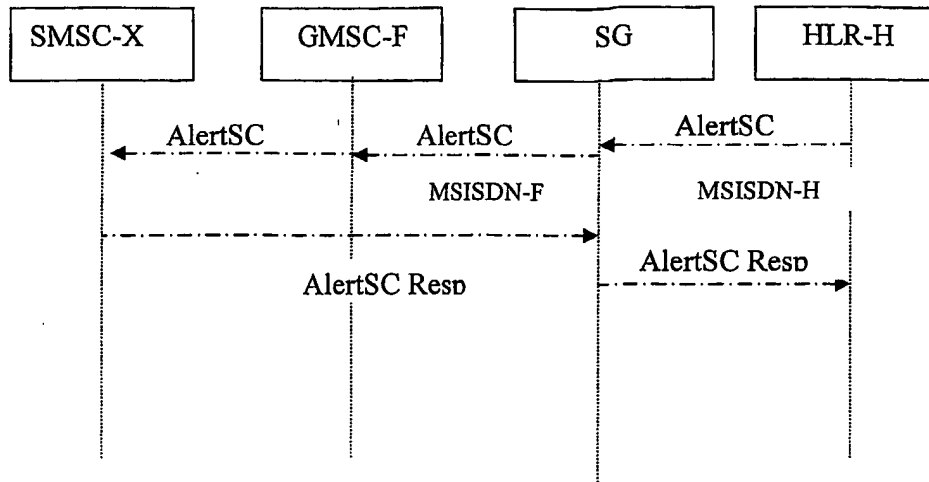 SMSC-X GMSC-F SG HLR-H
AlertSC AlertSC AlertSC
MSISDN-F MSISDN-H
AlertSC Resp
AlertSC Resp